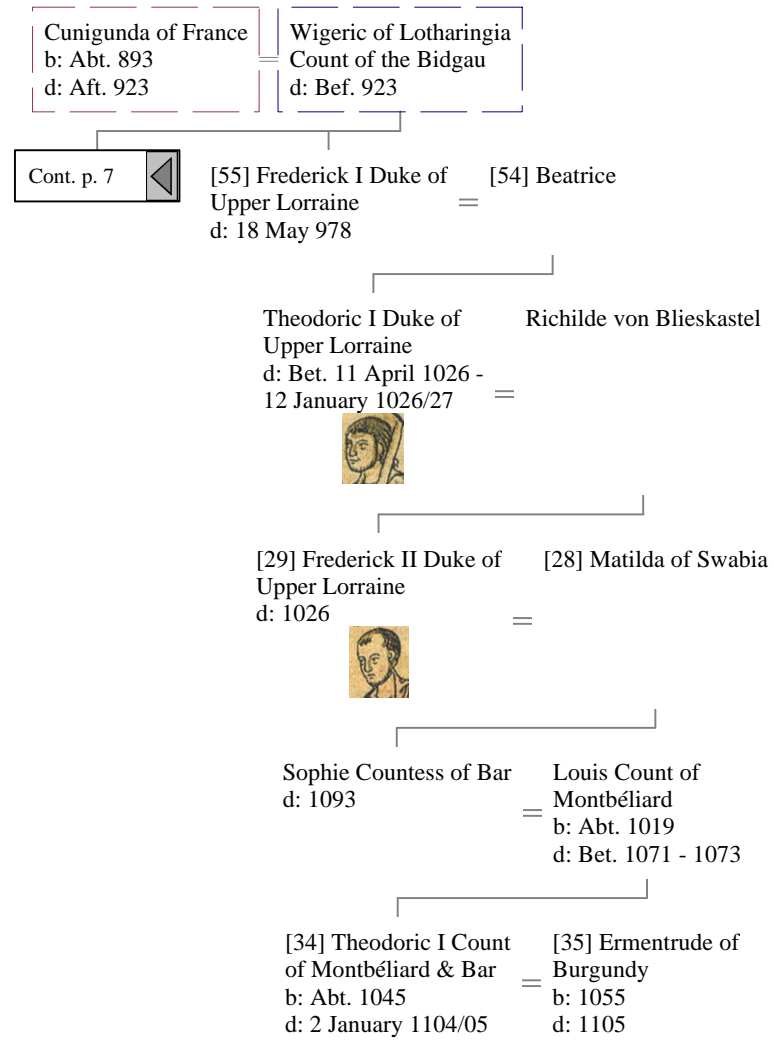 Cunigunda of France
b: Abt. 893
d: Aft. 923
Wigeric of Lotharingia
Count of the Bidgau
d: Bef. 923
Cont. p. 7
[55] Frederick I Duke of
Upper Lorraine
d: 18 May 978
[54] Beatrice
Theodoric I Duke of
Upper Lorraine
d: Bet. 11 April 1026 -
12 January 1026/27
Richilde von Blieskastel
[29] Frederick II Duke of
Upper Lorraine
d: 1026
[28] Matilda of Swabia
Sophie Countess of Bar
d: 1093
Louis Count of
Montbéliard
b: Abt. 1019
d: Bet. 1071 - 1073
[34] Theodoric I Count
of Montbéliard & Bar
b: Abt. 1045
d: 2 January 1104/05
[35] Ermentrude of
Burgundy
b: 1055
d: 1105